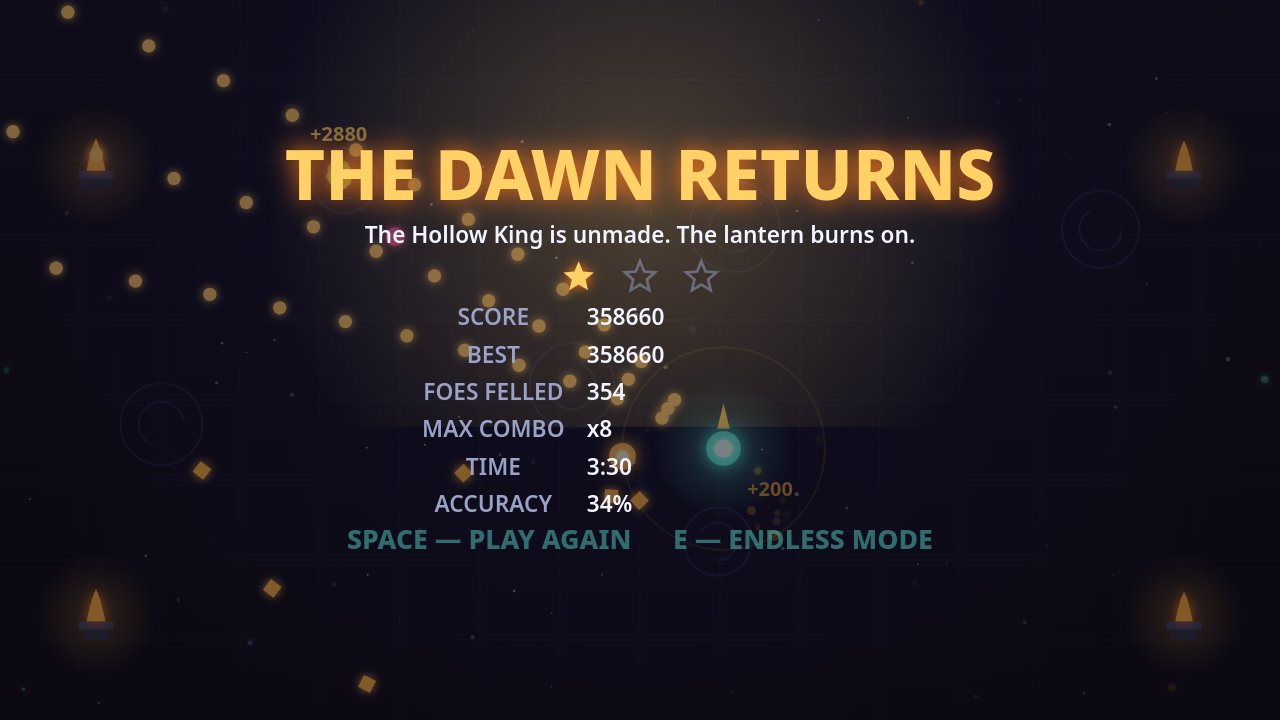 +2880
THE DAWN RETURNS
The Hollow King is unmade. The lantern burns on.
SCORE 358660
BEST 358660
FOES FELLED 354
MAX COMBO x8
TIME 3:30
ACCURACY 34%
+200
SPACE — PLAY AGAIN E — ENDLESS MODE